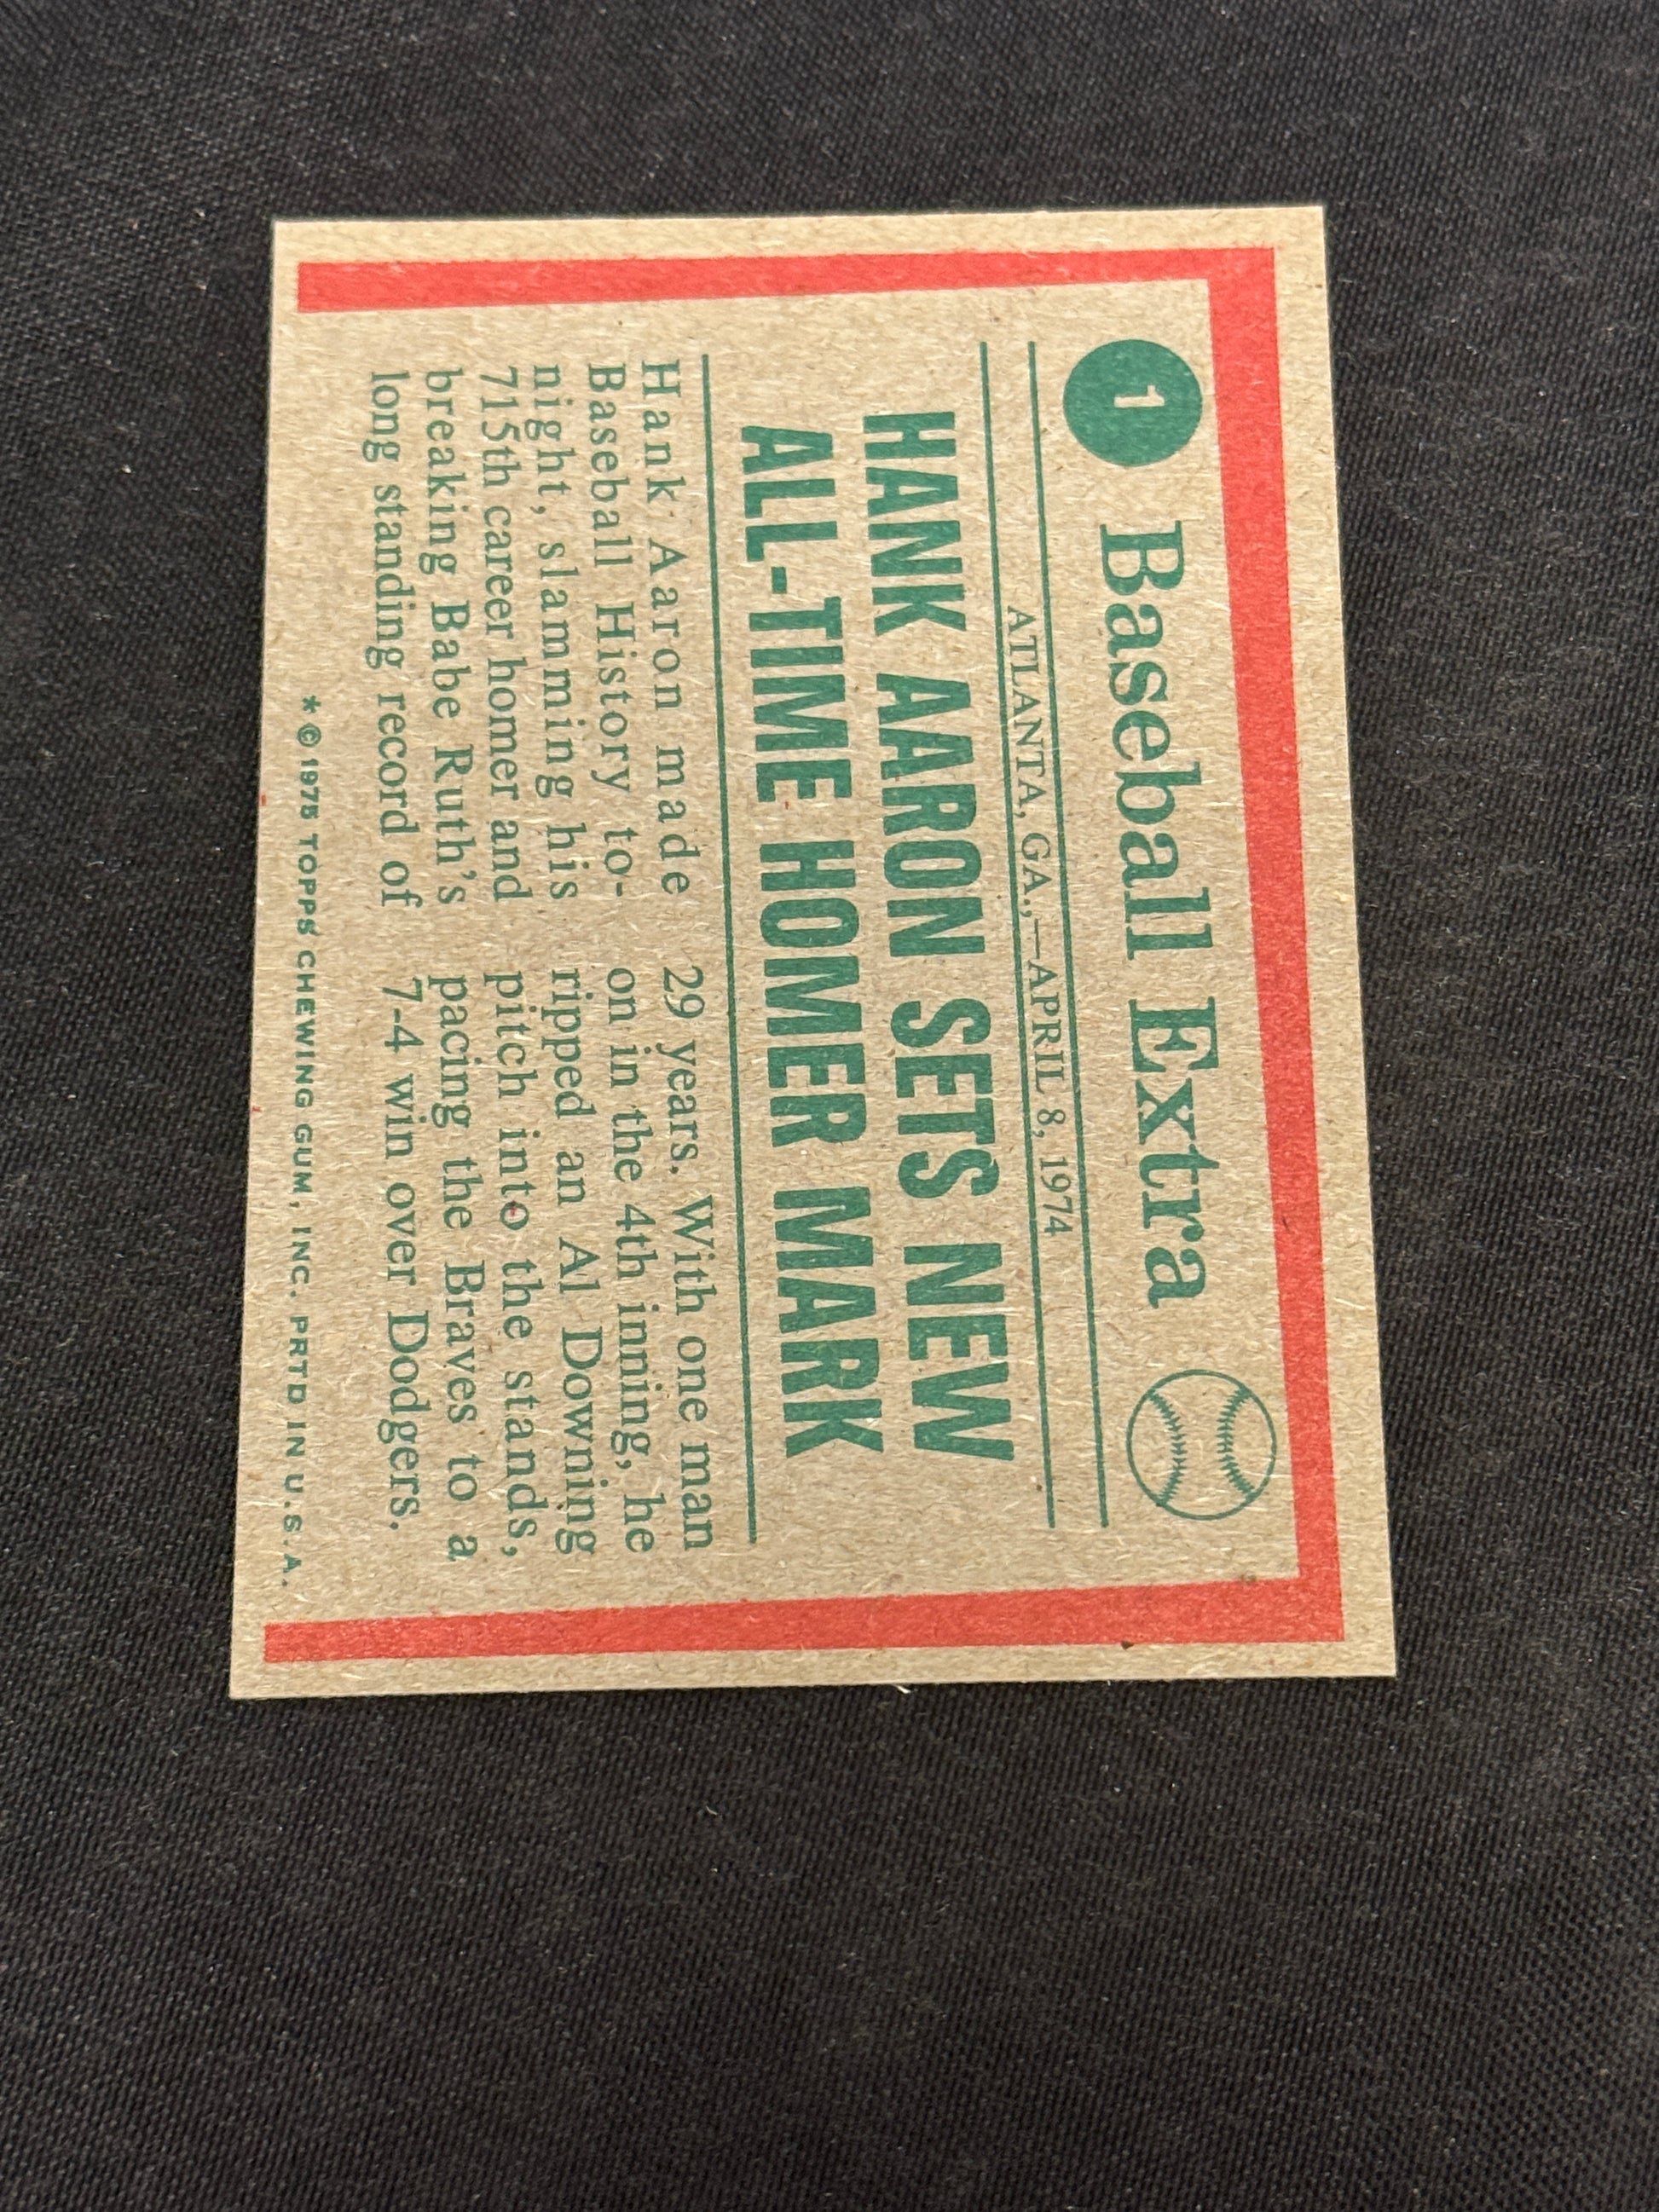 1 Baseball Extra
ATLANTA, GA.,—APRIL 8, 1974
HANK AARON SETS NEW
ALL-TIME HOMER MARK
Hank Aaron made
Baseball History to-
night, slamming his
715th career homer and
breaking Babe Ruth's
long standing record of
29 years. With one man
on in the 4th inning, he
ripped an Al Downing
pitch into the stands,
pacing the Braves to a
7-4 win over Dodgers.
* © 1975 TOPPS CHEWING GUM, INC. PRTD IN U.S.A.